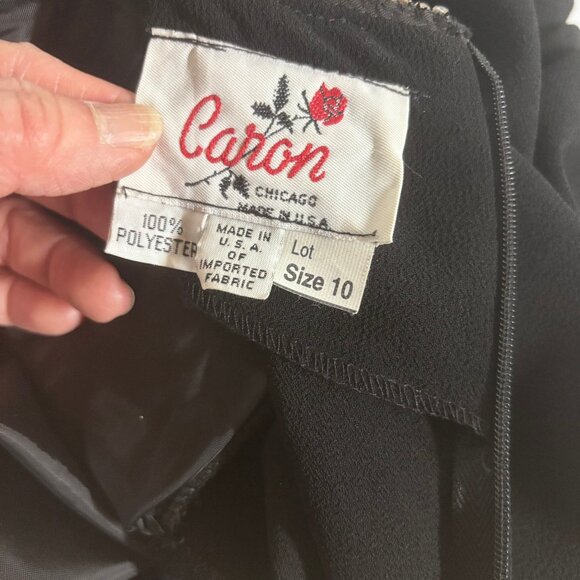 Caron
CHICAGO
MADE IN U.S.A.
100%
POLYESTER
MADE IN
U.S.A.
OF
IMPORTED
FABRIC
Lot
Size 10